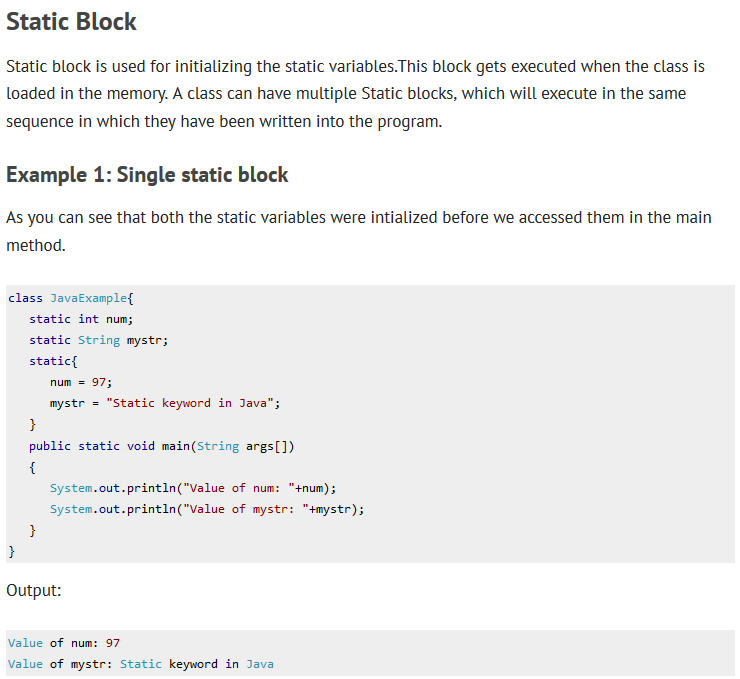 Static Block
Static block is used for initializing the static variables.This block gets executed when the class is
loaded in the memory. A class can have multiple Static blocks, which will execute in the same
sequence in which they have been written into the program.
Example 1: Single static block
As you can see that both the static variables were intialized before we accessed them in the main
method.
class JavaExample{
   static int num;
   static String mystr;
   static{
      num = 97;
      mystr = "Static keyword in Java";
   }
   public static void main(String args[])
   {
      System.out.println("Value of num: "+num);
      System.out.println("Value of mystr: "+mystr);
   }
}
Output:
Value of num: 97
Value of mystr: Static keyword in Java